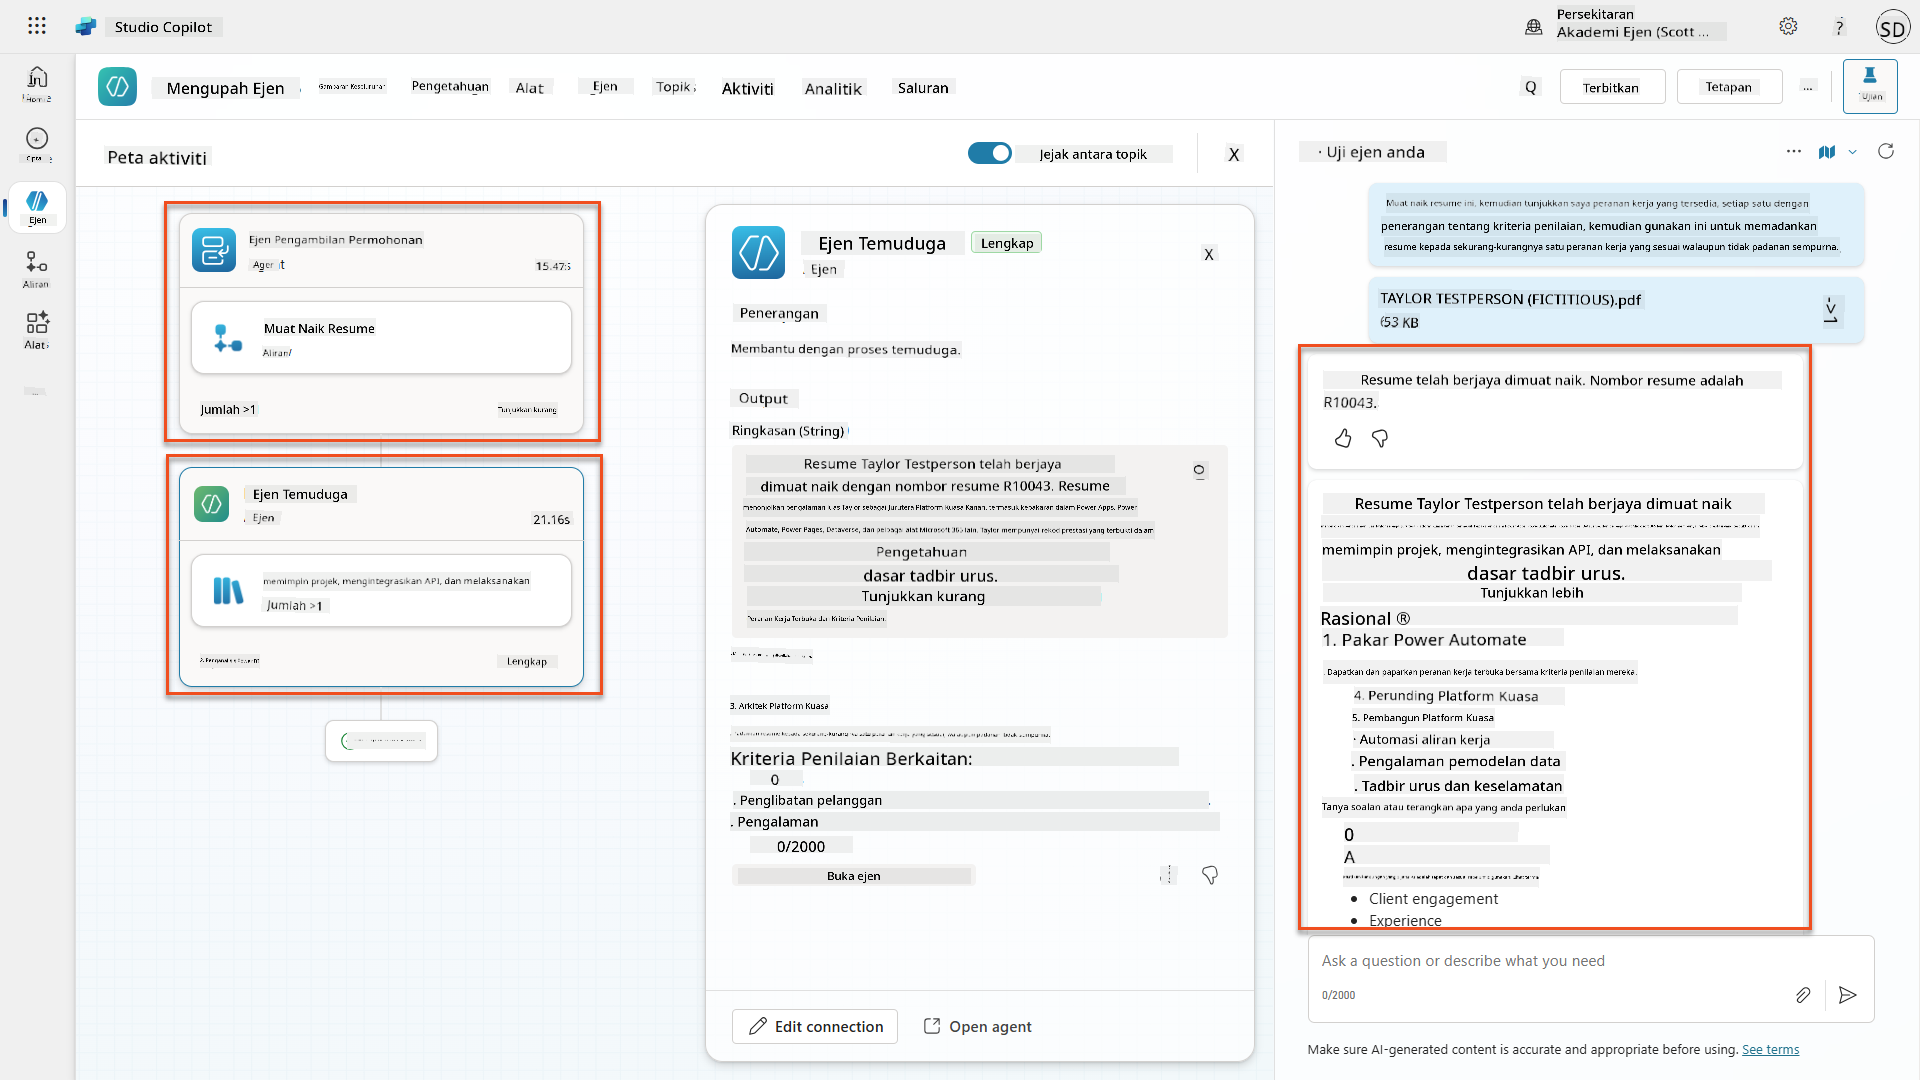 Studio Copilot
Persekitaran
Akademi Ejen (Scott ...
?
SD
Mengupah Ejen
Gambaran Keseluruhan
Pengetahuan
Alat
Ejen
Topik
Aktiviti
Analitik
Saluran
Q
Terbitkan
Tetapan
...
Ujian
Cipta
Ejen
Aliran
Alat
Peta aktiviti
Jejak antara topik
X
Ejen Pengambilan Permohonan
15.47s
Muat Naik Resume
Aliran
Jumlah >1
Tunjukkan kurang
Ejen Temuduga
Ejen
21.16s
memimpin projek, mengintegrasikan API, dan melaksanakan
Jumlah >1
Lengkap
Ejen Temuduga
Lengkap
. Ejen
X
Penerangan
Membantu dengan proses temuduga.
Output
Ringkasan (String)
Resume Taylor Testperson telah berjaya
dimuat naik dengan nombor resume R10043. Resume
menonjolkan pengalaman luas Taylor sebagai Jurutera Platform Kuasa Kanan, termasuk kepakaran dalam Power Apps, Power
Automate, Power Pages, Dataverse, dan pelbagai alat Microsoft 365 lain. Taylor mempunyai rekod prestasi yang terbukti dalam
Pengetahuan
dasar tadbir urus.
Tunjukkan kurang
Peranan Kerja Terbuka dan Kriteria Penilaian:
3. Arkitek Platform Kuasa
Kriteria Penilaian Berkaitan:
0
. Penglibatan pelanggan
. Pengalaman
0/2000
Buka ejen
Edit connection
Open agent
· Uji ejen anda
Muat naik resume ini, kemudian tunjukkan saya peranan kerja yang tersedia, setiap satu dengan
penerangan tentang kriteria penilaian, kemudian gunakan ini untuk memadankan
resume kepada sekurang-kurangnya satu peranan kerja yang sesuai walaupun tidak padanan sempurna.
TAYLOR TESTPERSON (FICTITIOUS).pdf
(53 KB
Resume telah berjaya dimuat naik. Nombor resume adalah
R10043.
Resume Taylor Testperson telah berjaya dimuat naik
memimpin projek, mengintegrasikan API, dan melaksanakan
dasar tadbir urus.
Tunjukkan lebih
Rasional ®
1. Pakar Power Automate
. Dapatkan dan paparkan peranan kerja terbuka bersama kriteria penilaian mereka.
4. Perunding Platform Kuasa
5. Pembangun Platform Kuasa
· Automasi aliran kerja
. Pengalaman pemodelan data
. Tadbir urus dan keselamatan
Tanya soalan atau terangkan apa yang anda perlukan
0
A
• Client engagement
• Experience
Ask a question or describe what you need
0/2000
Make sure AI-generated content is accurate and appropriate before using. See terms